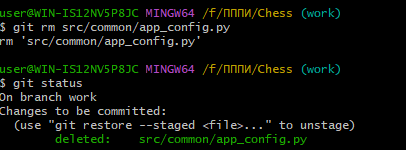 user@WIN-IS12NV5P8JC MINGW64 /f/ПППИ/Chess (work)
$ git rm src/common/app_config.py
rm 'src/common/app_config.py'
user@WIN-IS12NV5P8JC MINGW64 /f/ПППИ/Chess (work)
$ git status
On branch work
Changes to be committed:
(use "git restore --staged <file>..." to unstage)
deleted: src/common/app_config.py